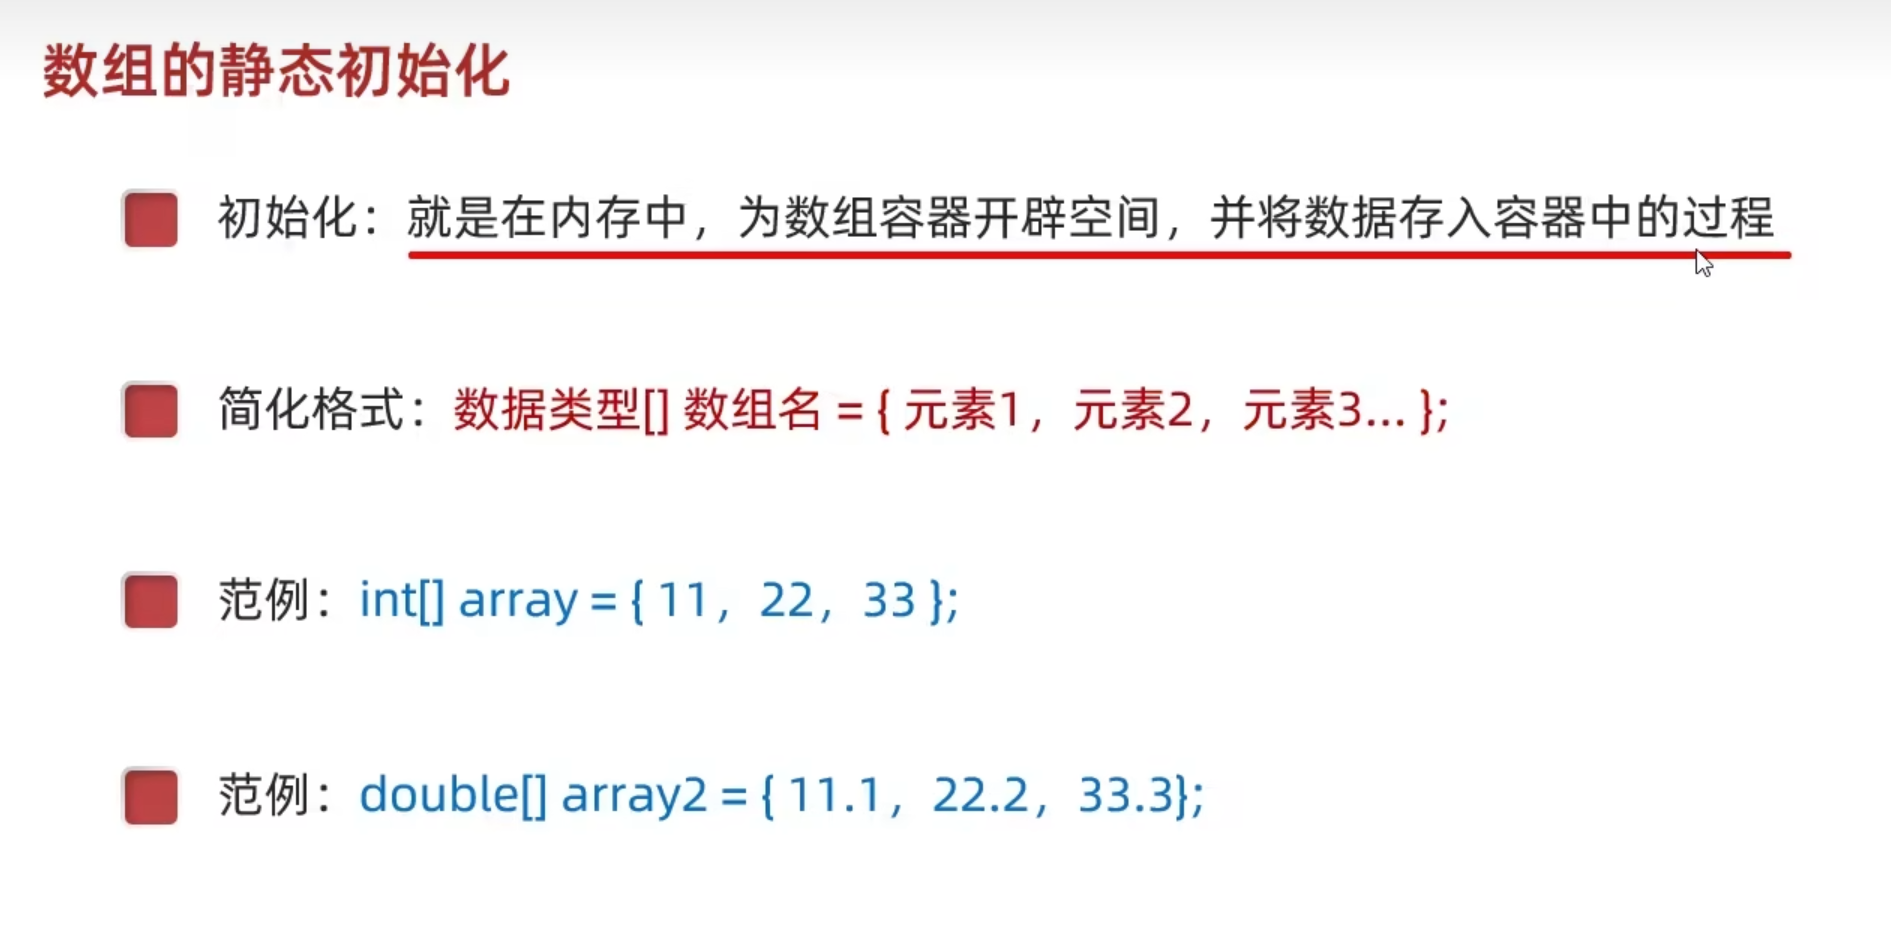 数组的静态初始化
初始化：就是在内存中，为数组容器开辟空间，并将数据存入容器中的过程
简化格式：数据类型[] 数组名 = { 元素1，元素2，元素3... };
范例：int[] array = { 11，22，33 };
范例：double[] array2 = { 11.1，22.2，33.3};